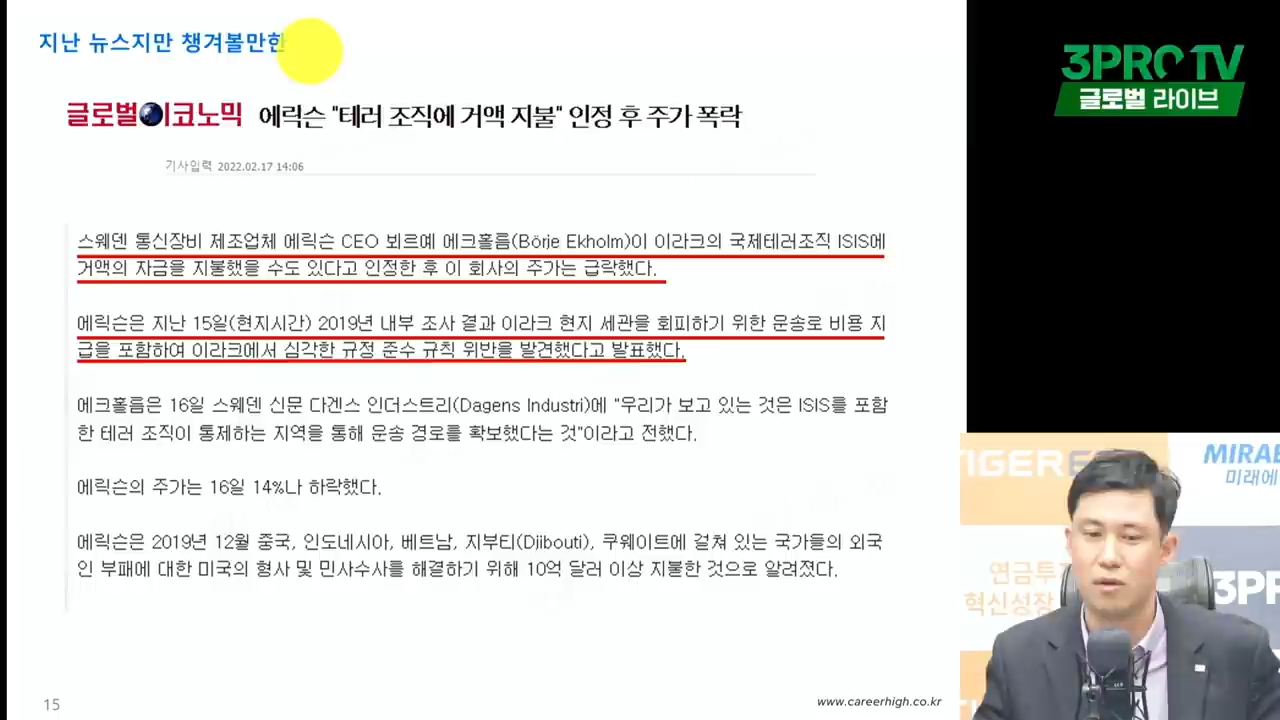 지난 뉴스지만 챙겨볼만한
글로벌이코노믹 에릭슨 "테러 조직에 거액 지불" 인정 후 주가 폭락
기사입력 2022.02.17 14:06
스웨덴 통신장비 제조업체 에릭슨 CEO 뵈르예 에크홀름(Börje Ekholm)이 이라크의 국제테러조직 ISIS에
거액의 자금을 지불했을 수도 있다고 인정한 후 이 회사의 주가는 급락했다.
에릭슨은 지난 15일(현지시간) 2019년 내부 조사 결과 이라크 현지 세관을 회피하기 위한 운송로 비용 지
급을 포함하여 이라크에서 심각한 규정 준수 규칙 위반을 발견했다고 발표했다.
에크홀름은 16일 스웨덴 신문 다겐스 인더스트리(Dagens Industri)에 "우리가 보고 있는 것은 ISIS를 포함
한 테러 조직이 통제하는 지역을 통해 운송 경로를 확보했다는 것"이라고 전했다.
에릭슨의 주가는 16일 14%나 하락했다.
에릭슨은 2019년 12월 중국, 인도네시아, 베트남, 지부티(Djibouti), 쿠웨이트에 걸쳐 있는 국가들의 외국
인 부패에 대한 미국의 형사 및 민사수사를 해결하기 위해 10억 달러 이상 지불한 것으로 알려졌다.
15
www.careerhigh.co.kr
3PRO TV
글로벌 라이브
TIGER
MIRAE
미래에
연금투
혁신성장
3PR